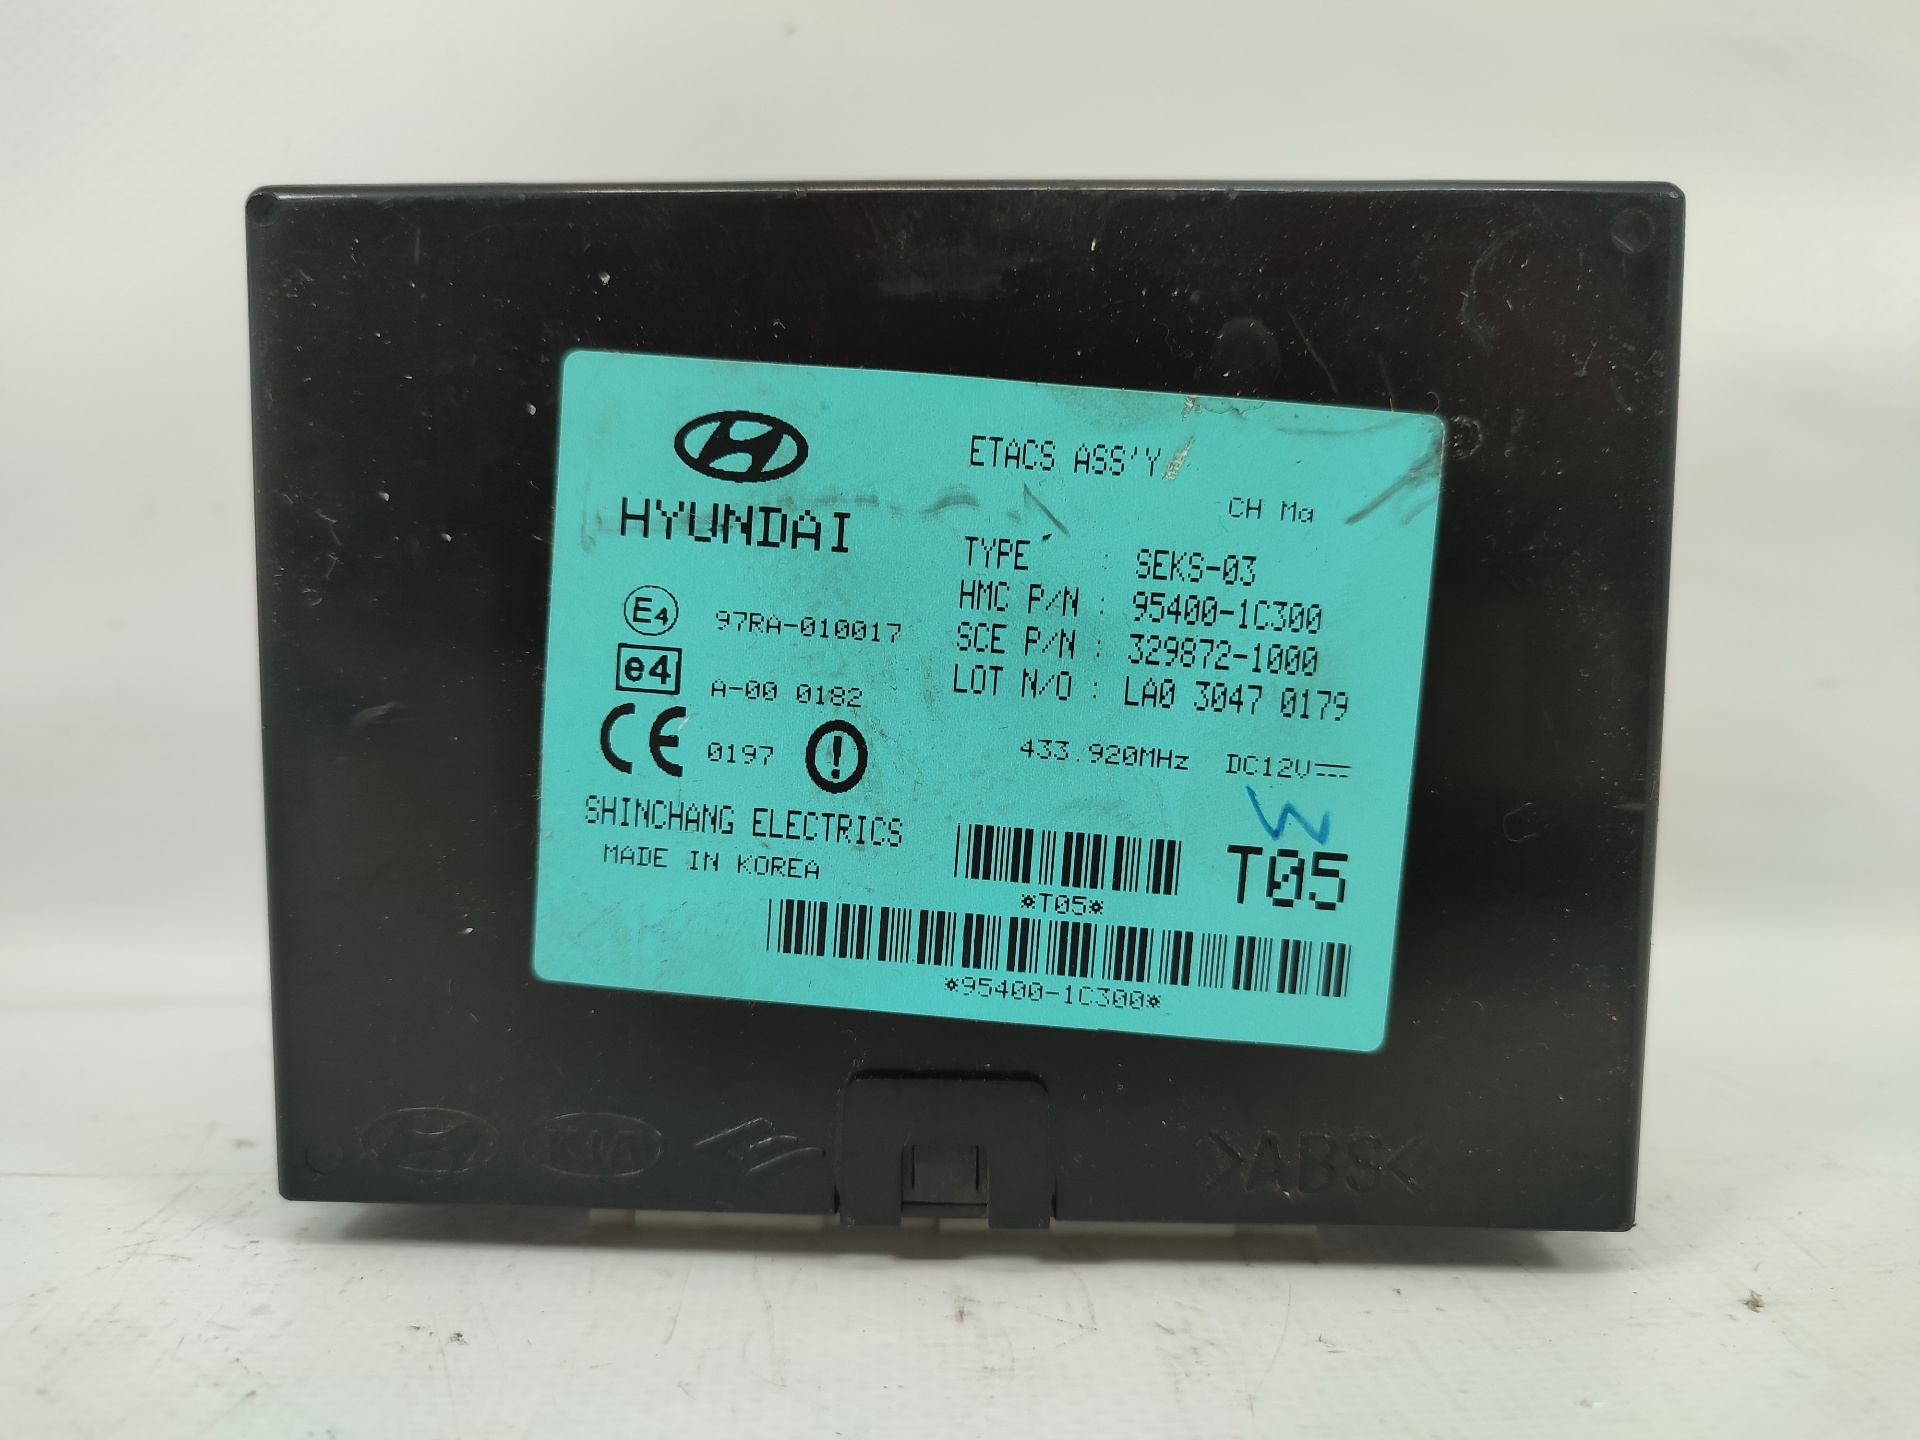 ETACS ASS'Y
CH Ma
HYUNDAI
TYPE : SEKS-03
HMC P/N : 95400-1C300
SCE P/N : 329872-1000
LOT N/O : LA0 3047 0179
E4 97RA-010017
e4 A-00 0182
CE 0197
433.920MHz DC12V
SHINCHANG ELECTRICS
MADE IN KOREA
W
T05
*T05*
*95400-1C300*
KIA
>ABS<